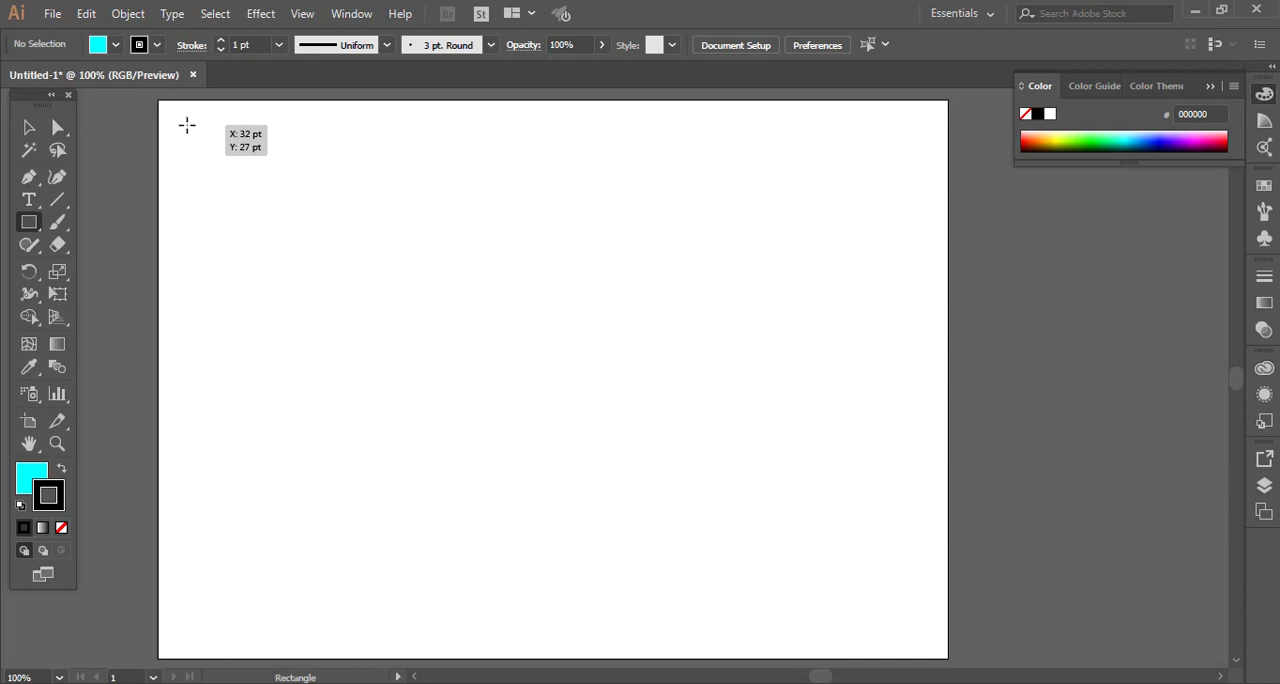 Ai File Edit Object Type Select Effect View Window Help Br St Essentials Search Adobe Stock
No Selection Stroke: 1 pt Uniform 3 pt. Round Opacity: 100% Style: Document Setup Preferences
Untitled-1* @ 100% (RGB/Preview)
Color Color Guide Color Theme
# 000000
X: 32 pt
Y: 27 pt
100% 1 Rectangle